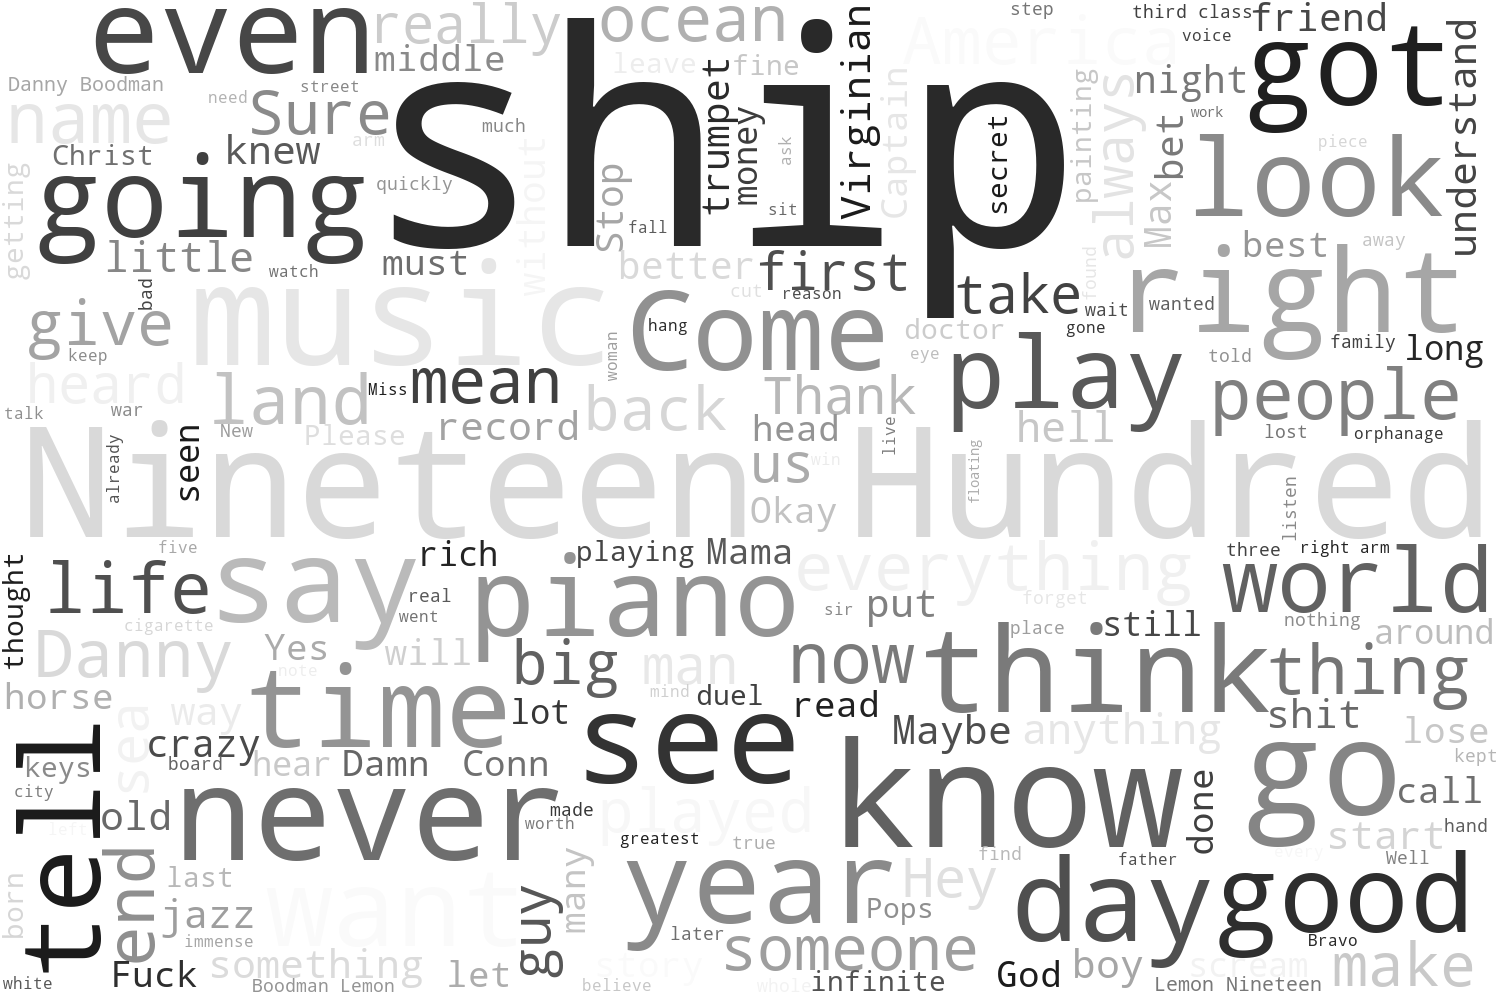 even
really
ocean
ship
America
step
third class
friend
voice
got
middle
leave
fine
Danny Boodman
street
need
name
Sure
much
arm
trumpet
money
ask
Virginian
Captain
secret
painting
always
night
work
bet
understand
look
piece
Christ
knew
going
quickly
without
Stop
sit
fall
Max
getting
little
watch
must
better
first
best
away
bad
music
cut
reason
take
found
wait
wanted
right
give
keep
Come
hang
woman
doctor
eye
gone
told
family
long
heard
land
Miss
mean
Thank
play
people
talk
war
New
Please
record
back
head
live
hell
lost
orphanage
already
seen
Nineteen
us
win
Hundred
floating
Okay
listen
five
thought
life
say
rich
playing
Mama
everything
three
right arm
world
piano
real
went
sir
put
forget
nothing
cigarette
Danny
Yes
note
will
big
man
now
think
place
still
around
thing
horse
sea
way
time
lot
mind
duel
read
see
shit
lose
crazy
Maybe
anything
tell
keys
board
hear
Damn
Conn
kept
city
know
go
call
left
old
never
made
worth
played
done
start
hand
greatest
true
find
father
every
Well
end
last
many
year
Hey
day
good
born
jazz
want
guy
Pops
immense
later
someone
Bravo
something
story
boy
scream
make
white
Fuck
Boodman Lemon
let
believe
whole
infinite
God
Lemon Nineteen